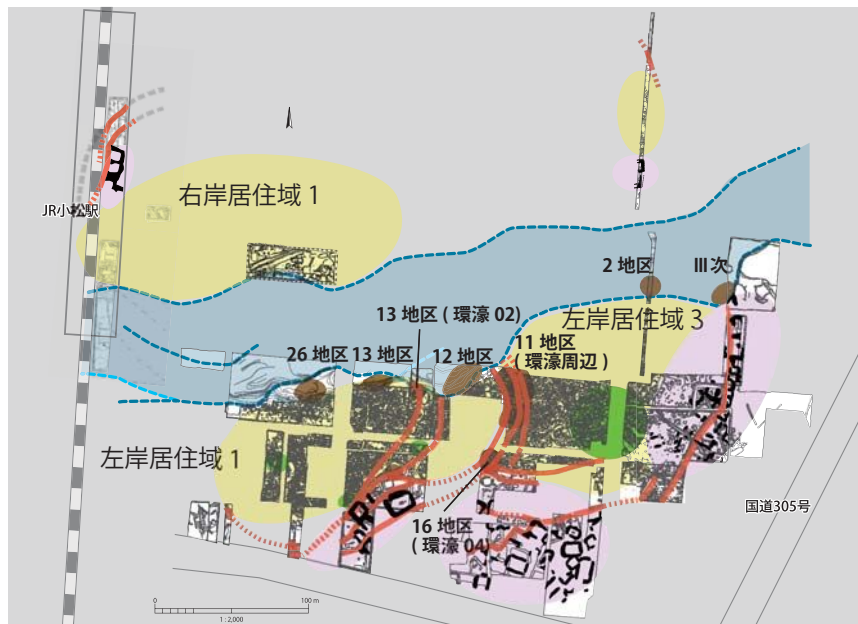 右岸居住域 1
JR小松駅
2 地区
Ⅲ次
13 地区 ( 環濠 02)
左岸居住域 3
26 地区
13 地区
12 地区
11 地区
( 環濠周辺 )
左岸居住域 1
国道305号
16 地区
( 環濠 04)
0
100 m
1 : 2,000